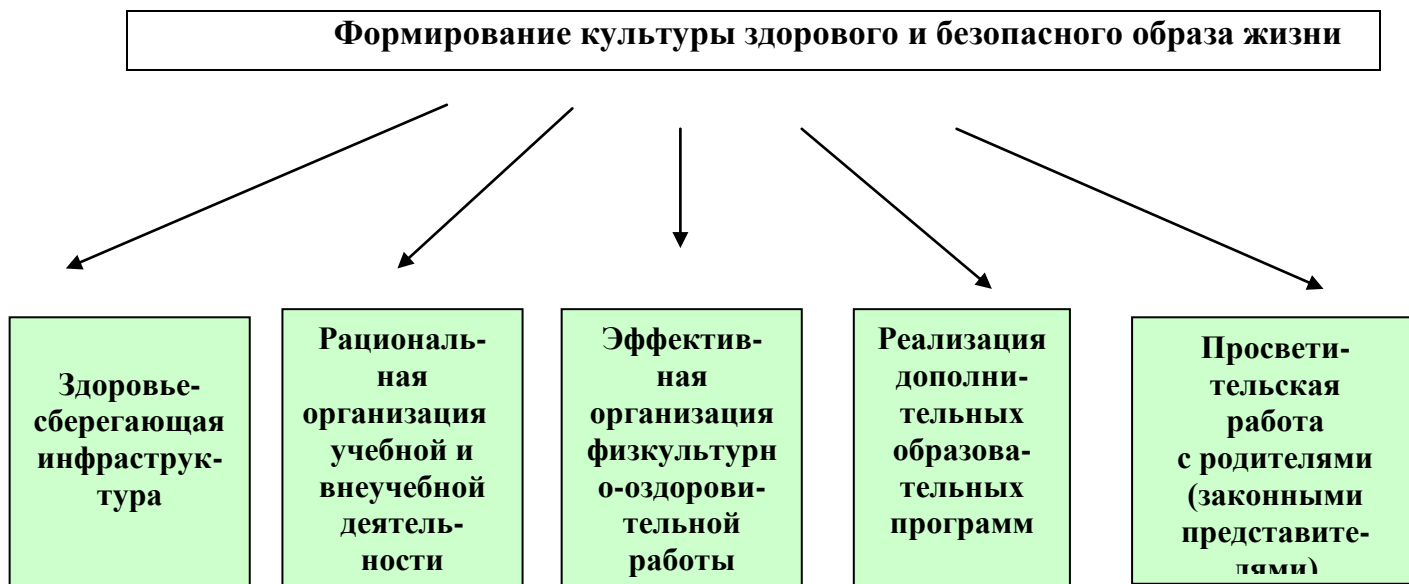 Формирование культуры здорового и безопасного образа жизни
Здоровье-
сберегающая
инфраструк-
тура
Рациональ-
ная
организация
учебной и
внеучебной
деятель-
ности
Эффектив-
ная
организация
физкультурн
о-оздорови-
тельной
работы
Реализация
дополни-
тельных
образова-
тельных
программ
Просвети-
тельская
работа
с родителями
(законными
представите-
лями)